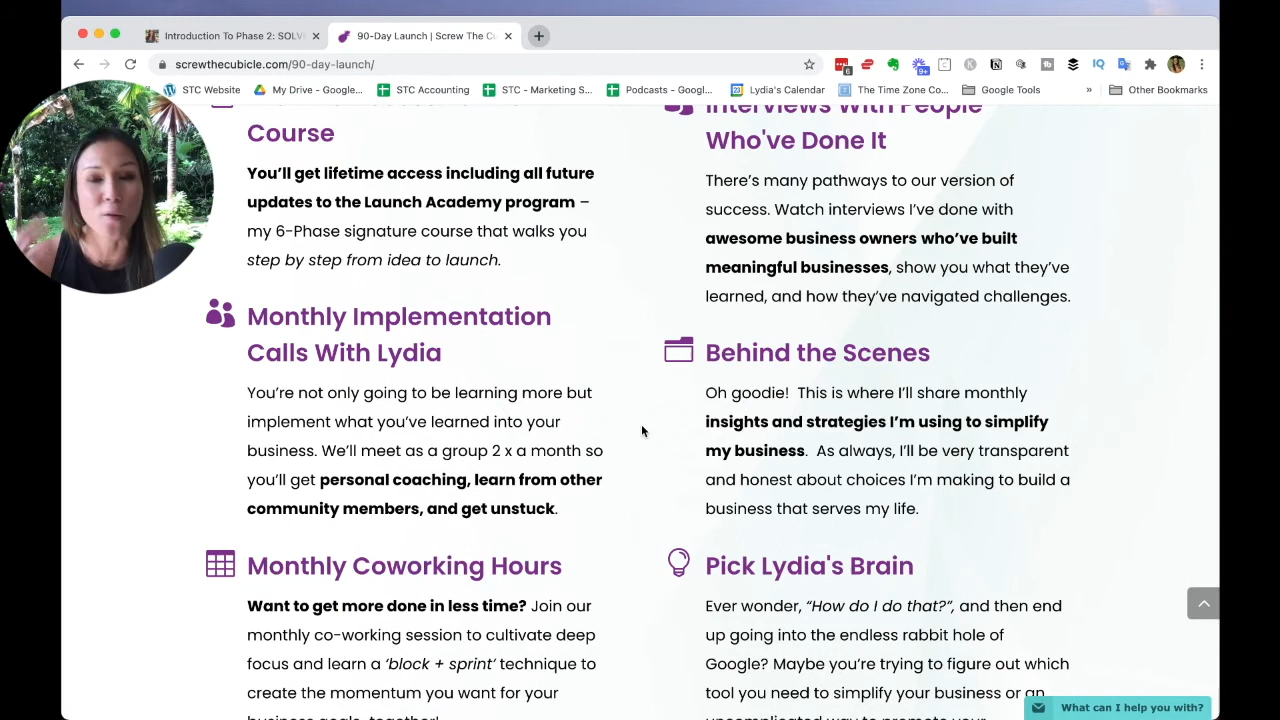 Introduction To Phase 2: SOLV
90-Day Launch | Screw The C
screwthecubicle.com/90-day-launch/
6
9+
STC Website
My Drive - Google...
STC Accounting
STC - Marketing S...
Podcasts - Googl...
Lydia's Calendar
The Time Zone Co...
Google Tools
»
Other Bookmarks
Course
You'll get lifetime access including all future
updates to the Launch Academy program –
my 6-Phase signature course that walks you
step by step from idea to launch.
Monthly Implementation
Calls With Lydia
You're not only going to be learning more but
implement what you've learned into your
business. We'll meet as a group 2 x a month so
you'll get personal coaching, learn from other
community members, and get unstuck.
Monthly Coworking Hours
Want to get more done in less time? Join our
monthly co-working session to cultivate deep
focus and learn a 'block + sprint' technique to
create the momentum you want for your
business goals, together!
Interviews With People
Who've Done It
There's many pathways to our version of
success. Watch interviews I've done with
awesome business owners who've built
meaningful businesses, show you what they've
learned, and how they've navigated challenges.
Behind the Scenes
Oh goodie!  This is where I'll share monthly
insights and strategies I'm using to simplify
my business.  As always, I'll be very transparent
and honest about choices I'm making to build a
business that serves my life.
Pick Lydia's Brain
Ever wonder, "How do I do that?", and then end
up going into the endless rabbit hole of
Google? Maybe you're trying to figure out which
tool you need to simplify your business or an
uncomplicated way to promote your
What can I help you with?